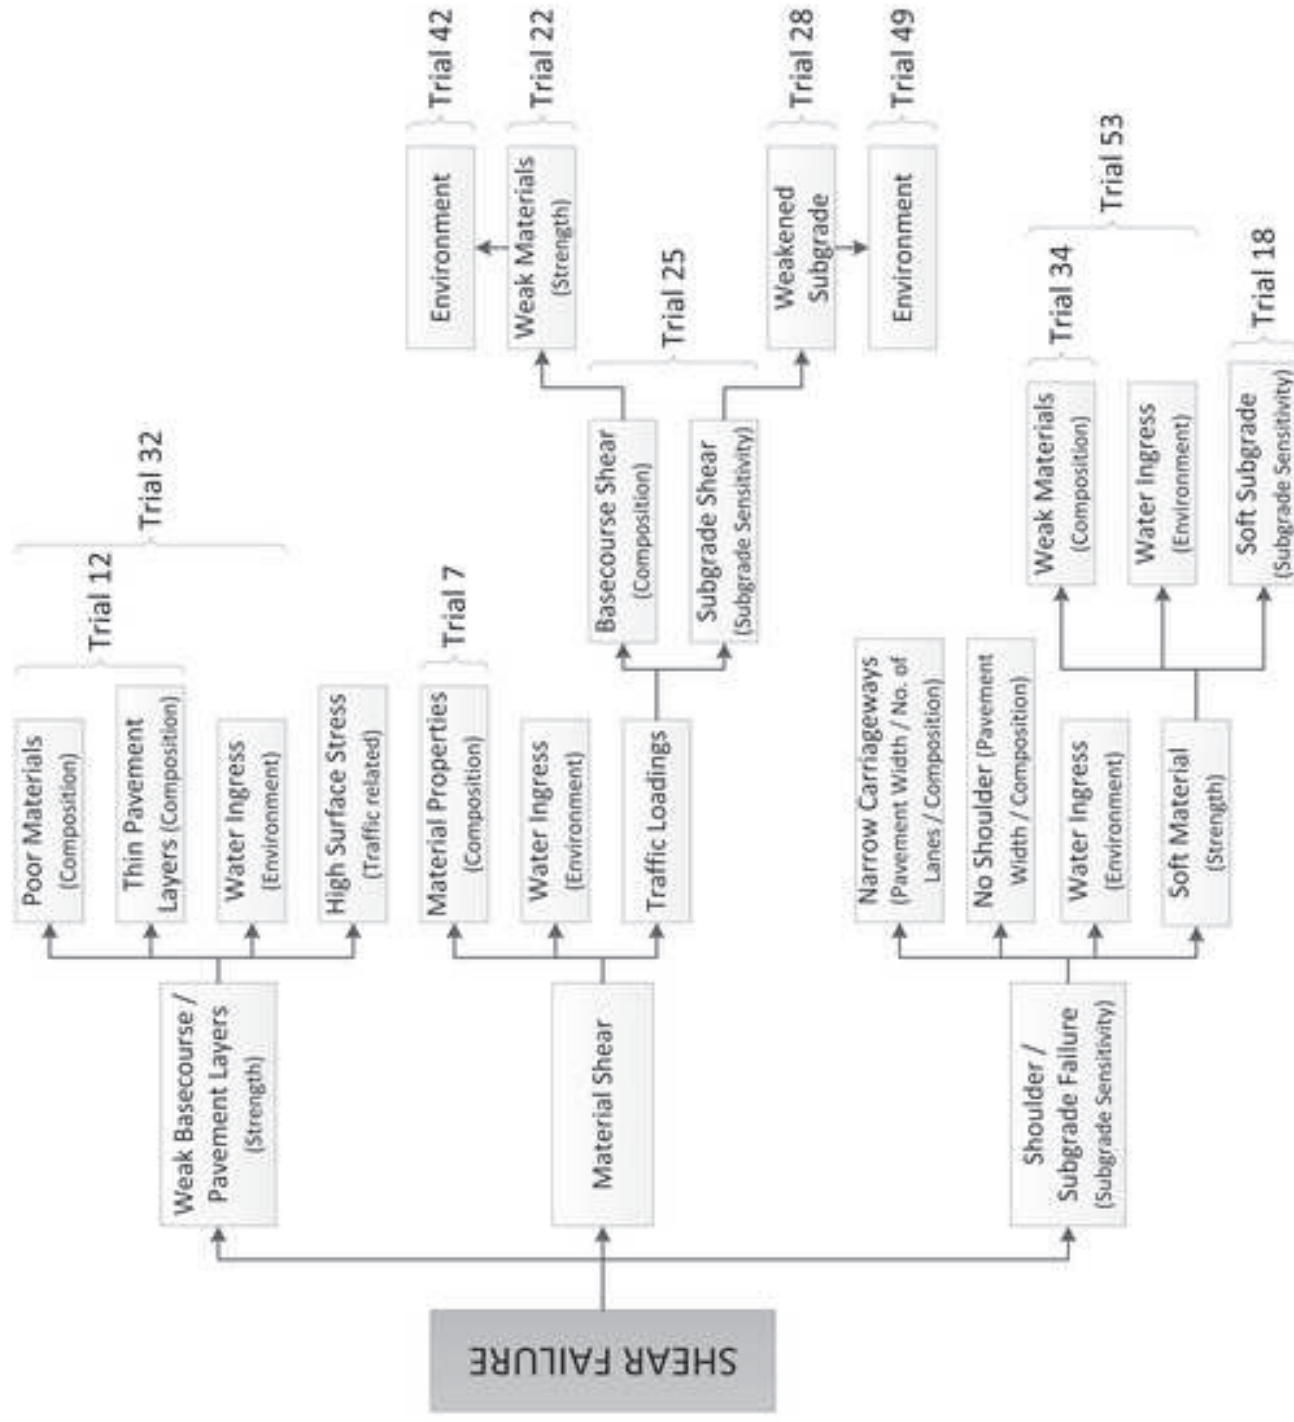 SHEAR FAILURE
Weak Basecourse /
Pavement Layers
(Strength)
Poor Materials
(Composition)
Thin Pavement
Layers (Composition)
Trial 12
Water Ingress
(Environment)
Trial 32
High Surface Stress
(Traffic related)
Material Shear
Material Properties
(Composition)
Trial 7
Water Ingress
(Environment)
Traffic Loadings
Basecourse Shear
(Composition)
Subgrade Shear
(Subgrade Sensitivity)
Trial 25
Environment
Trial 42
Weak Materials
(Strength)
Trial 22
Weakened
Subgrade
Trial 28
Environment
Trial 49
Shoulder /
Subgrade Failure
(Subgrade Sensitivity)
Narrow Carriageways
(Pavement Width / No. of
Lanes / Composition)
No Shoulder (Pavement
Width / Composition)
Water Ingress
(Environment)
Soft Material
(Strength)
Weak Materials
(Composition)
Trial 34
Water Ingress
(Environment)
Trial 53
Soft Subgrade
(Subgrade Sensitivity)
Trial 18